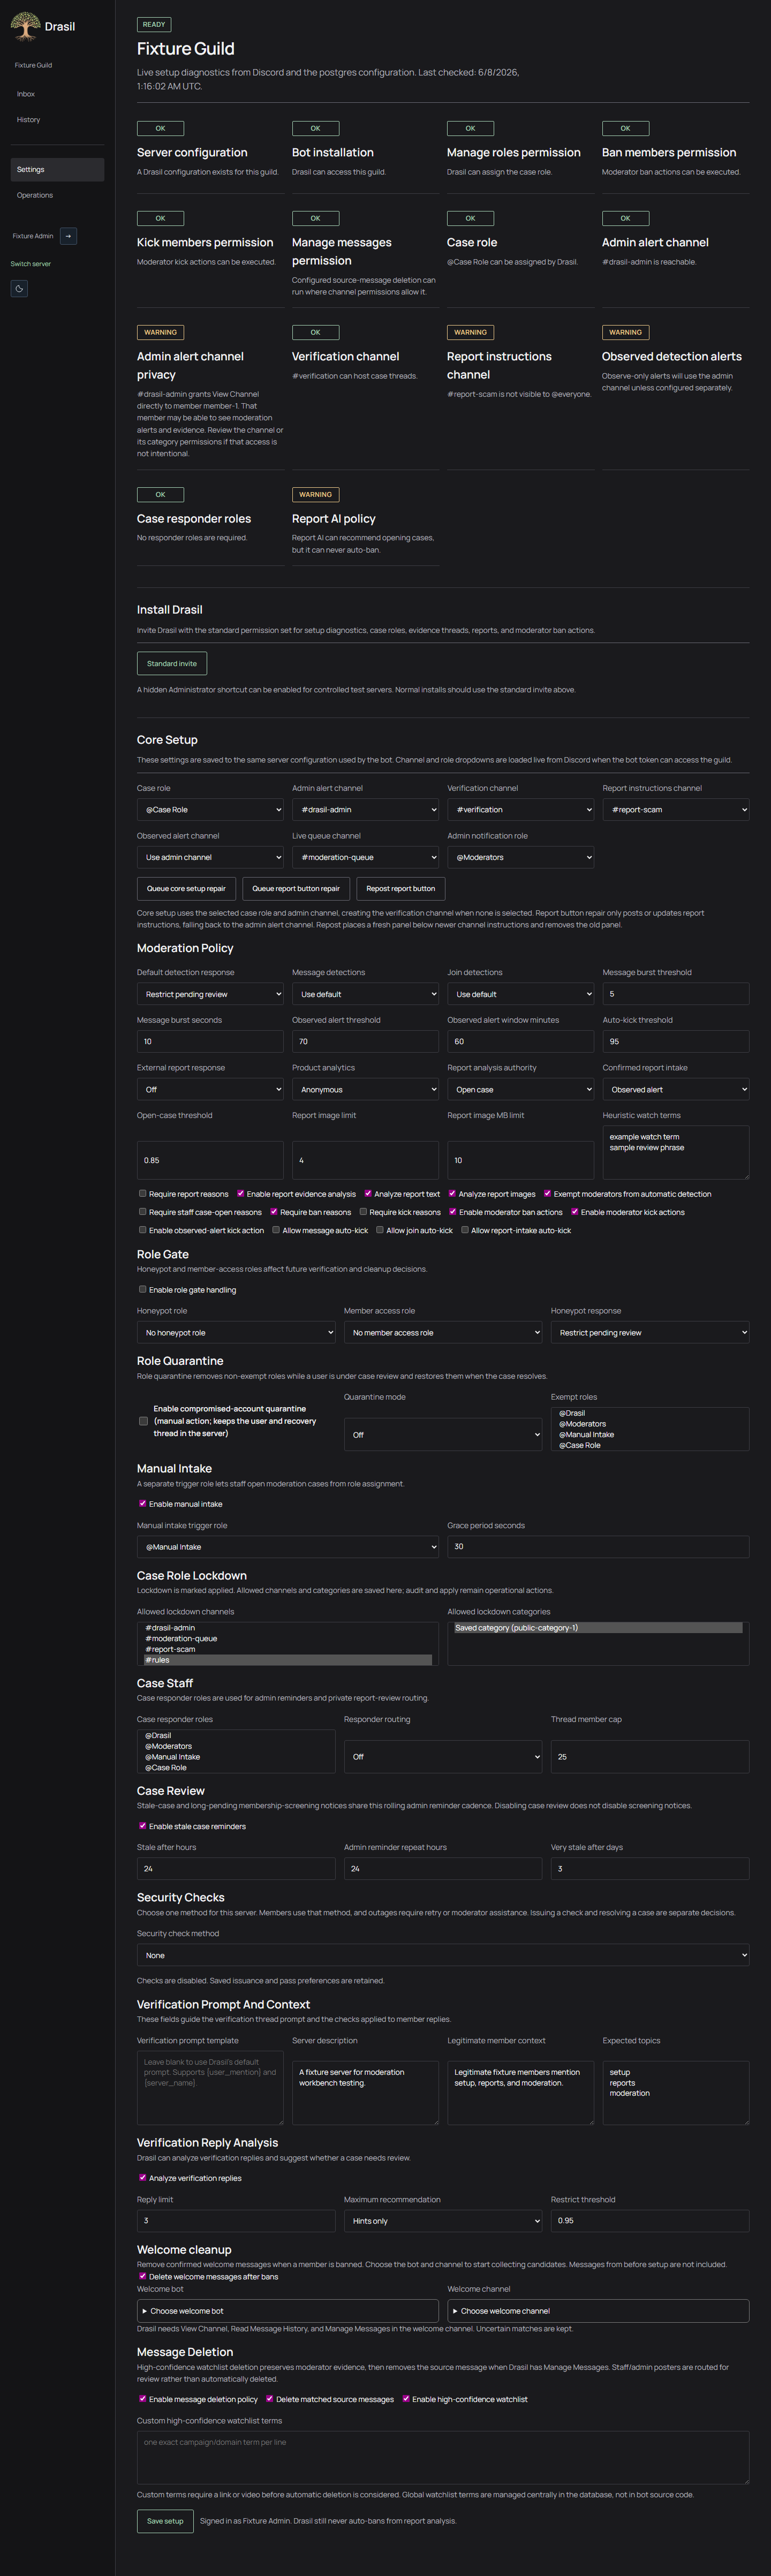 Drasil
Fixture Guild
Inbox
History
Settings
Operations
Fixture Admin →
Switch server
READY
Fixture Guild
Live setup diagnostics from Discord and the postgres configuration. Last checked: 6/8/2026,
1:16:02 AM UTC.
OK
Server configuration
A Drasil configuration exists for this guild.
OK
Bot installation
Drasil can access this guild.
OK
Manage roles permission
Drasil can assign the case role.
OK
Ban members permission
Moderator ban actions can be executed.
OK
Kick members permission
Moderator kick actions can be executed.
OK
Manage messages
permission
Configured source-message deletion can
run where channel permissions allow it.
OK
Case role
@Case Role can be assigned by Drasil.
OK
Admin alert channel
#drasil-admin is reachable.
WARNING
Admin alert channel
privacy
#drasil-admin grants View Channel
directly to member member-1. That
member may be able to see moderation
alerts and evidence. Review the channel or
its category permissions if that access is
not intentional.
OK
Verification channel
#verification can host case threads.
WARNING
Report instructions
channel
#report-scam is not visible to @everyone.
WARNING
Observed detection alerts
Observe-only alerts will use the admin
channel unless configured separately.
OK
Case responder roles
No responder roles are required.
WARNING
Report AI policy
Report AI can recommend opening cases,
but it can never auto-ban.
Install Drasil
Invite Drasil with the standard permission set for setup diagnostics, case roles, evidence threads, reports, and moderator ban actions.
Standard invite
A hidden Administrator shortcut can be enabled for controlled test servers. Normal installs should use the standard invite above.
Core Setup
These settings are saved to the same server configuration used by the bot. Channel and role dropdowns are loaded live from Discord when the bot token can access the guild.
Case role
@Case Role
Admin alert channel
#drasil-admin
Verification channel
#verification
Report instructions channel
#report-scam
Observed alert channel
Use admin channel
Live queue channel
#moderation-queue
Admin notification role
@Moderators
Queue core setup repair
Queue report button repair
Repost report button
Core setup uses the selected case role and admin channel, creating the verification channel when none is selected. Report button repair only posts or updates report
instructions, falling back to the admin alert channel. Repost places a fresh panel below newer channel instructions and removes the old panel.
Moderation Policy
Default detection response
Restrict pending review
Message detections
Use default
Join detections
Use default
Message burst threshold
5
Message burst seconds
10
Observed alert threshold
70
Observed alert window minutes
60
Auto-kick threshold
95
External report response
Off
Product analytics
Anonymous
Report analysis authority
Open case
Confirmed report intake
Observed alert
Open-case threshold
0.85
Report image limit
4
Report image MB limit
10
Heuristic watch terms
example watch term
sample review phrase
Require report reasons Enable report evidence analysis Analyze report text Analyze report images Exempt moderators from automatic detection
Require staff case-open reasons Require ban reasons Require kick reasons Enable moderator ban actions Enable moderator kick actions
Enable observed-alert kick action Allow message auto-kick Allow join auto-kick Allow report-intake auto-kick
Role Gate
Honeypot and member-access roles affect future verification and cleanup decisions.
Enable role gate handling
Honeypot role
No honeypot role
Member access role
No member access role
Honeypot response
Restrict pending review
Role Quarantine
Role quarantine removes non-exempt roles while a user is under case review and restores them when the case resolves.
Enable compromised-account quarantine
(manual action; keeps the user and recovery
thread in the server)
Quarantine mode
Off
Exempt roles
@Drasil
@Moderators
@Manual Intake
@Case Role
Manual Intake
A separate trigger role lets staff open moderation cases from role assignment.
Enable manual intake
Manual intake trigger role
@Manual Intake
Grace period seconds
30
Case Role Lockdown
Lockdown is marked applied. Allowed channels and categories are saved here; audit and apply remain operational actions.
Allowed lockdown channels
#drasil-admin
#moderation-queue
#report-scam
#rules
Allowed lockdown categories
Saved category (public-category-1)
Case Staff
Case responder roles are used for admin reminders and private report-review routing.
Case responder roles
@Drasil
@Moderators
@Manual Intake
@Case Role
Responder routing
Off
Thread member cap
25
Case Review
Stale-case and long-pending membership-screening notices share this rolling admin reminder cadence. Disabling case review does not disable screening notices.
Enable stale case reminders
Stale after hours
24
Admin reminder repeat hours
24
Very stale after days
3
Security Checks
Choose one method for this server. Members use that method, and outages require retry or moderator assistance. Issuing a check and resolving a case are separate decisions.
Security check method
None
Checks are disabled. Saved issuance and pass preferences are retained.
Verification Prompt And Context
These fields guide the verification thread prompt and the checks applied to member replies.
Verification prompt template
Leave blank to use Drasil's default
prompt. Supports {user_mention} and
{server_name}.
Server description
A fixture server for moderation
workbench testing.
Legitimate member context
Legitimate fixture members mention
setup, reports, and moderation.
Expected topics
setup
reports
moderation
Verification Reply Analysis
Drasil can analyze verification replies and suggest whether a case needs review.
Analyze verification replies
Reply limit
3
Maximum recommendation
Hints only
Restrict threshold
0.95
Welcome cleanup
Remove confirmed welcome messages when a member is banned. Choose the bot and channel to start collecting candidates. Messages from before setup are not included.
Delete welcome messages after bans
Welcome bot
Choose welcome bot
Welcome channel
Choose welcome channel
Drasil needs View Channel, Read Message History, and Manage Messages in the welcome channel. Uncertain matches are kept.
Message Deletion
High-confidence watchlist deletion preserves moderator evidence, then removes the source message when Drasil has Manage Messages. Staff/admin posters are routed for
review rather than automatically deleted.
Enable message deletion policy Delete matched source messages Enable high-confidence watchlist
Custom high-confidence watchlist terms
one exact campaign/domain term per line
Custom terms require a link or video before automatic deletion is considered. Global watchlist terms are managed centrally in the database, not in bot source code.
Save setup
Signed in as Fixture Admin. Drasil still never auto-bans from report analysis.